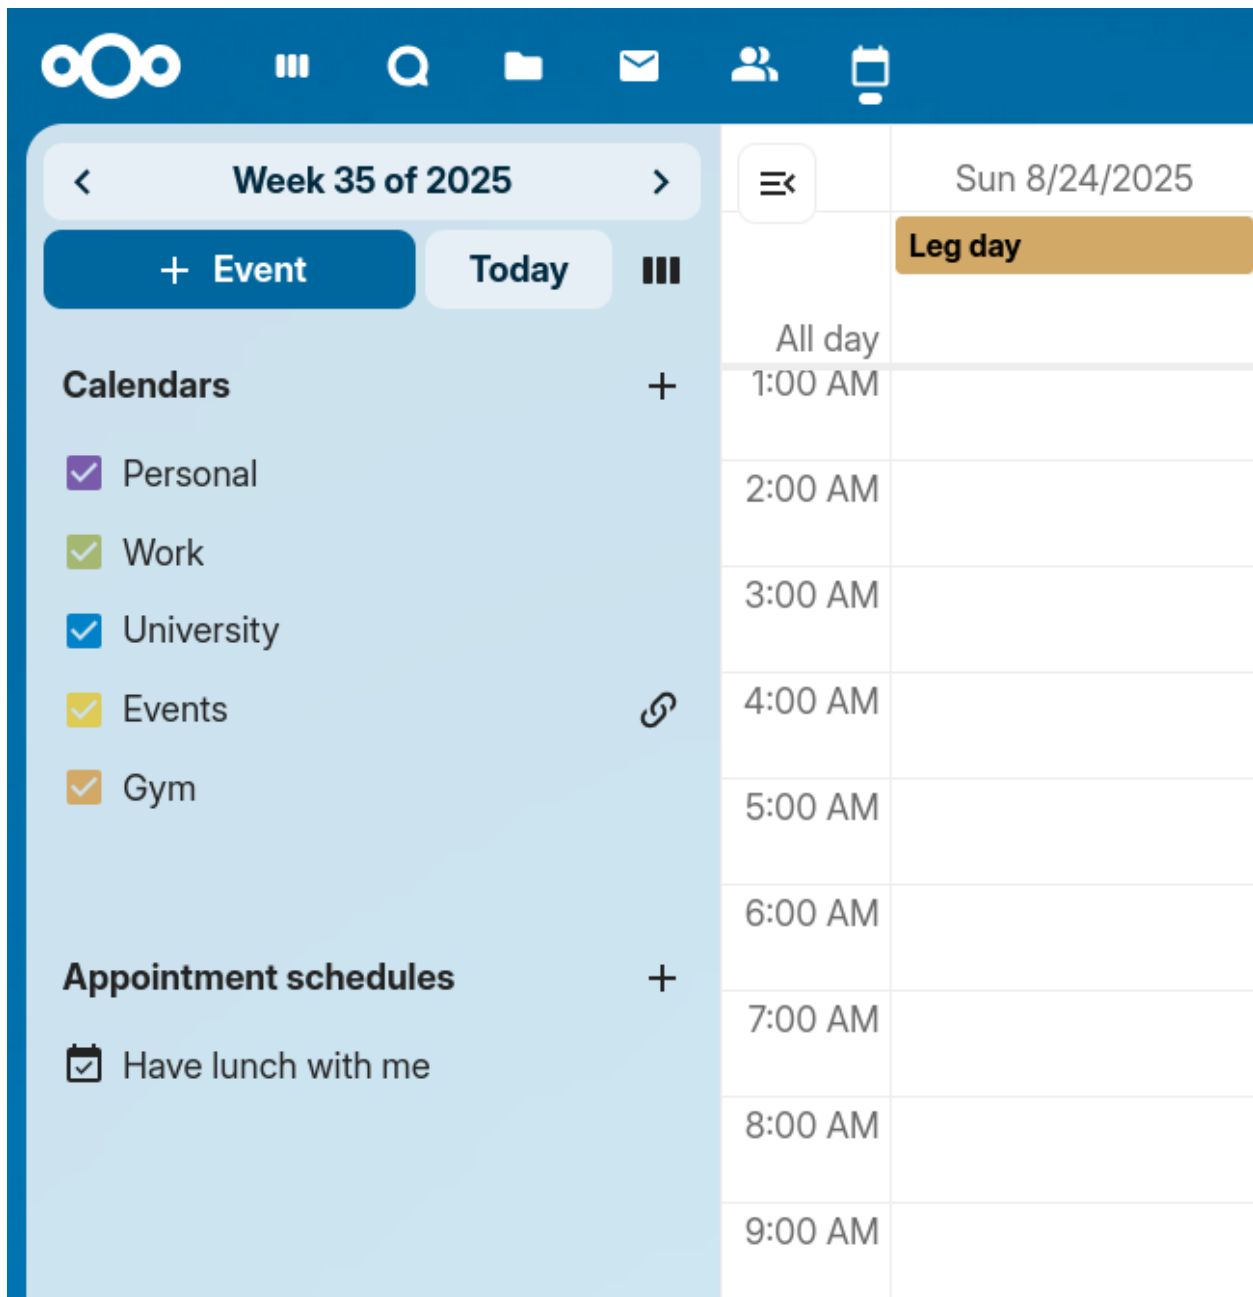 Week 35 of 2025
+ Event
Today
Calendars
Personal
Work
University
Events
Gym
Appointment schedules
Have lunch with me
Sun 8/24/2025
Leg day
All day
1:00 AM
2:00 AM
3:00 AM
4:00 AM
5:00 AM
6:00 AM
7:00 AM
8:00 AM
9:00 AM